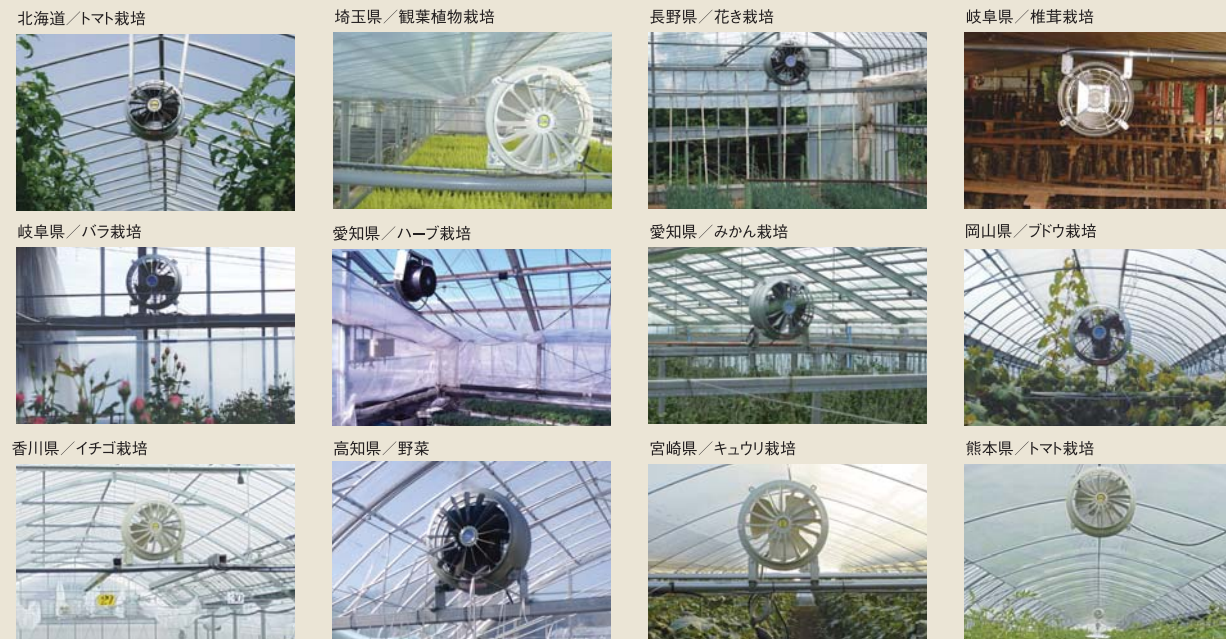 北海道／トマト栽培
埼玉県／観葉植物栽培
長野県／花き栽培
岐阜県／椎茸栽培
岐阜県／バラ栽培
愛知県／ハーブ栽培
愛知県／みかん栽培
岡山県／ブドウ栽培
香川県／イチゴ栽培
高知県／野菜
宮崎県／キュウリ栽培
熊本県／トマト栽培
27